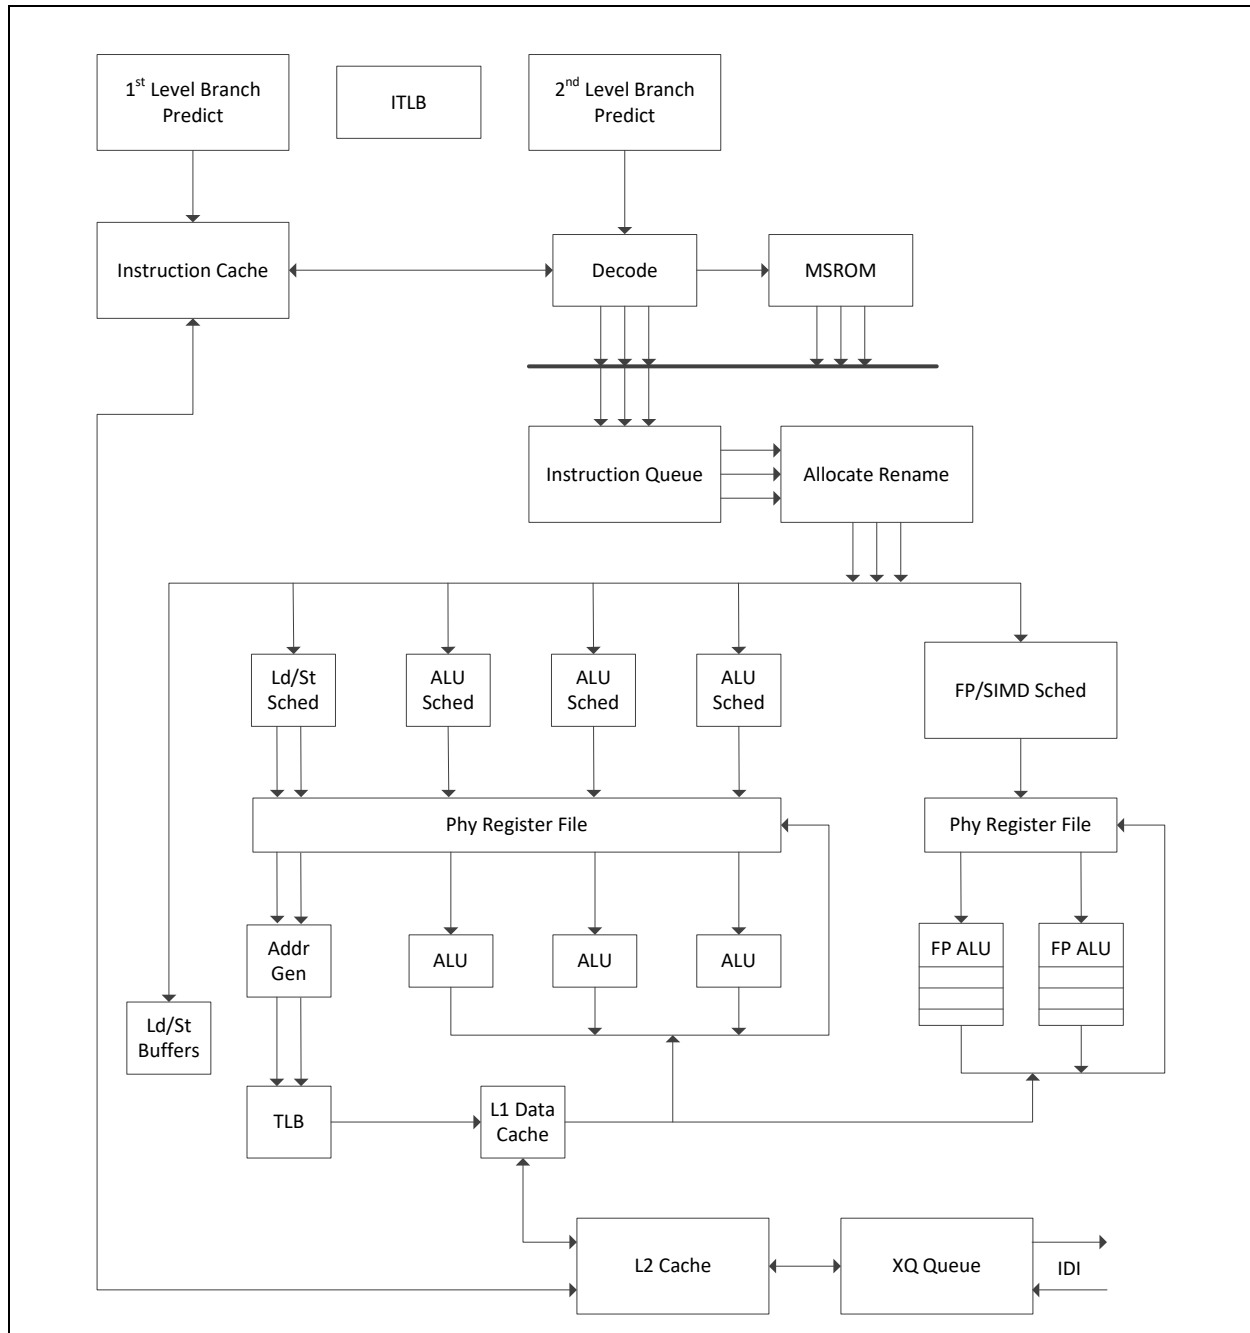 1st Level Branch
Predict
ITLB
2nd Level Branch
Predict
Instruction Cache
Decode
MSROM
Instruction Queue
Allocate Rename
Ld/St
Sched
ALU
Sched
ALU
Sched
ALU
Sched
FP/SIMD Sched
Phy Register File
Phy Register File
Addr
Gen
ALU
ALU
ALU
FP ALU
FP ALU
Ld/St
Buffers
TLB
L1 Data
Cache
L2 Cache
XQ Queue
IDI